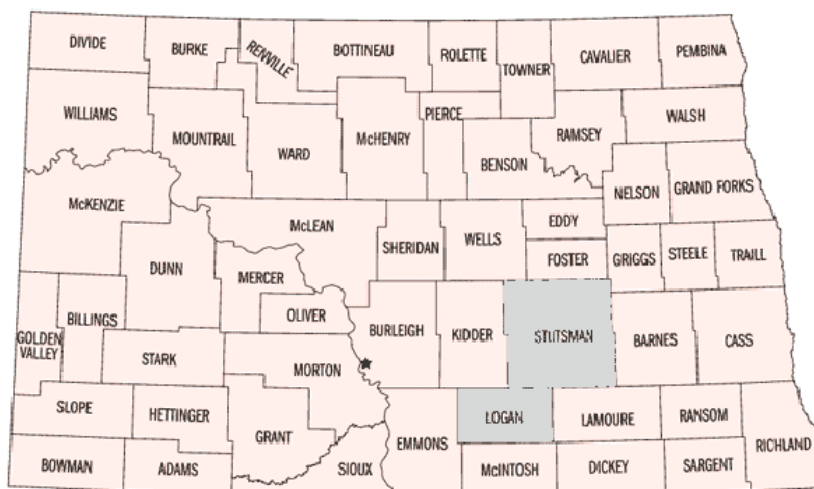 DIVIDE
BURKE
RENVILLE
BOTTINEAU
ROLETTE
TOWNER
CAVALIER
PEMBINA
WILLIAMS
MOUNTRAIL
WARD
McHENRY
PIERCE
BENSON
RAMSEY
WALSH
McKENZIE
McLEAN
SHERIDAN
WELLS
EDDY
NELSON
GRAND FORKS
DUNN
MERCER
FOSTER
GRIGGS
STEELE
TRAILL
GOLDEN
VALLEY
BILLINGS
OLIVER
BURLEIGH
KIDDER
STUTSMAN
BARNES
CASS
STARK
MORTON
SLOPE
HETTINGER
GRANT
EMMONS
LOGAN
LAMOURE
RANSOM
RICHLAND
BOWMAN
ADAMS
SIOUX
McINTOSH
DICKEY
SARGENT